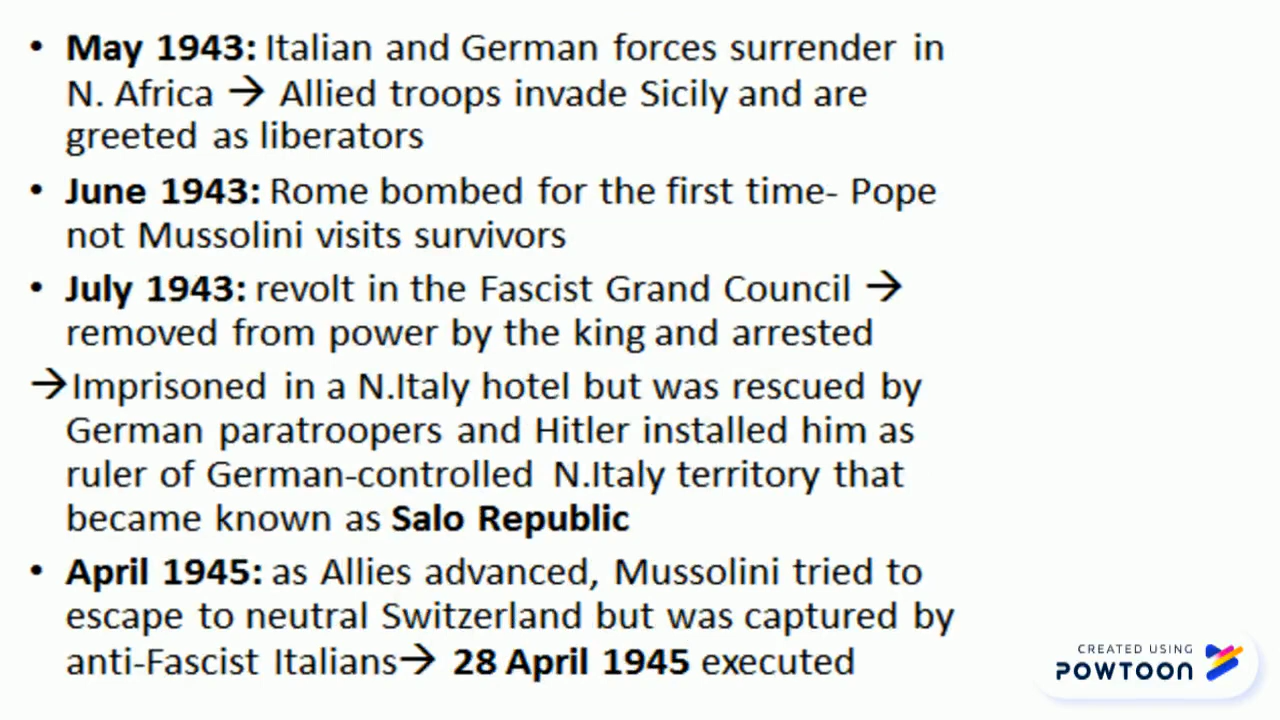 • May 1943: Italian and German forces surrender in
N. Africa → Allied troops invade Sicily and are
greeted as liberators
• June 1943: Rome bombed for the first time- Pope
not Mussolini visits survivors
• July 1943: revolt in the Fascist Grand Council →
removed from power by the king and arrested
→Imprisoned in a N.Italy hotel but was rescued by
German paratroopers and Hitler installed him as
ruler of German-controlled N.Italy territory that
became known as Salo Republic
• April 1945: as Allies advanced, Mussolini tried to
escape to neutral Switzerland but was captured by
anti-Fascist Italians→ 28 April 1945 executed
CREATED USING
POWTOON